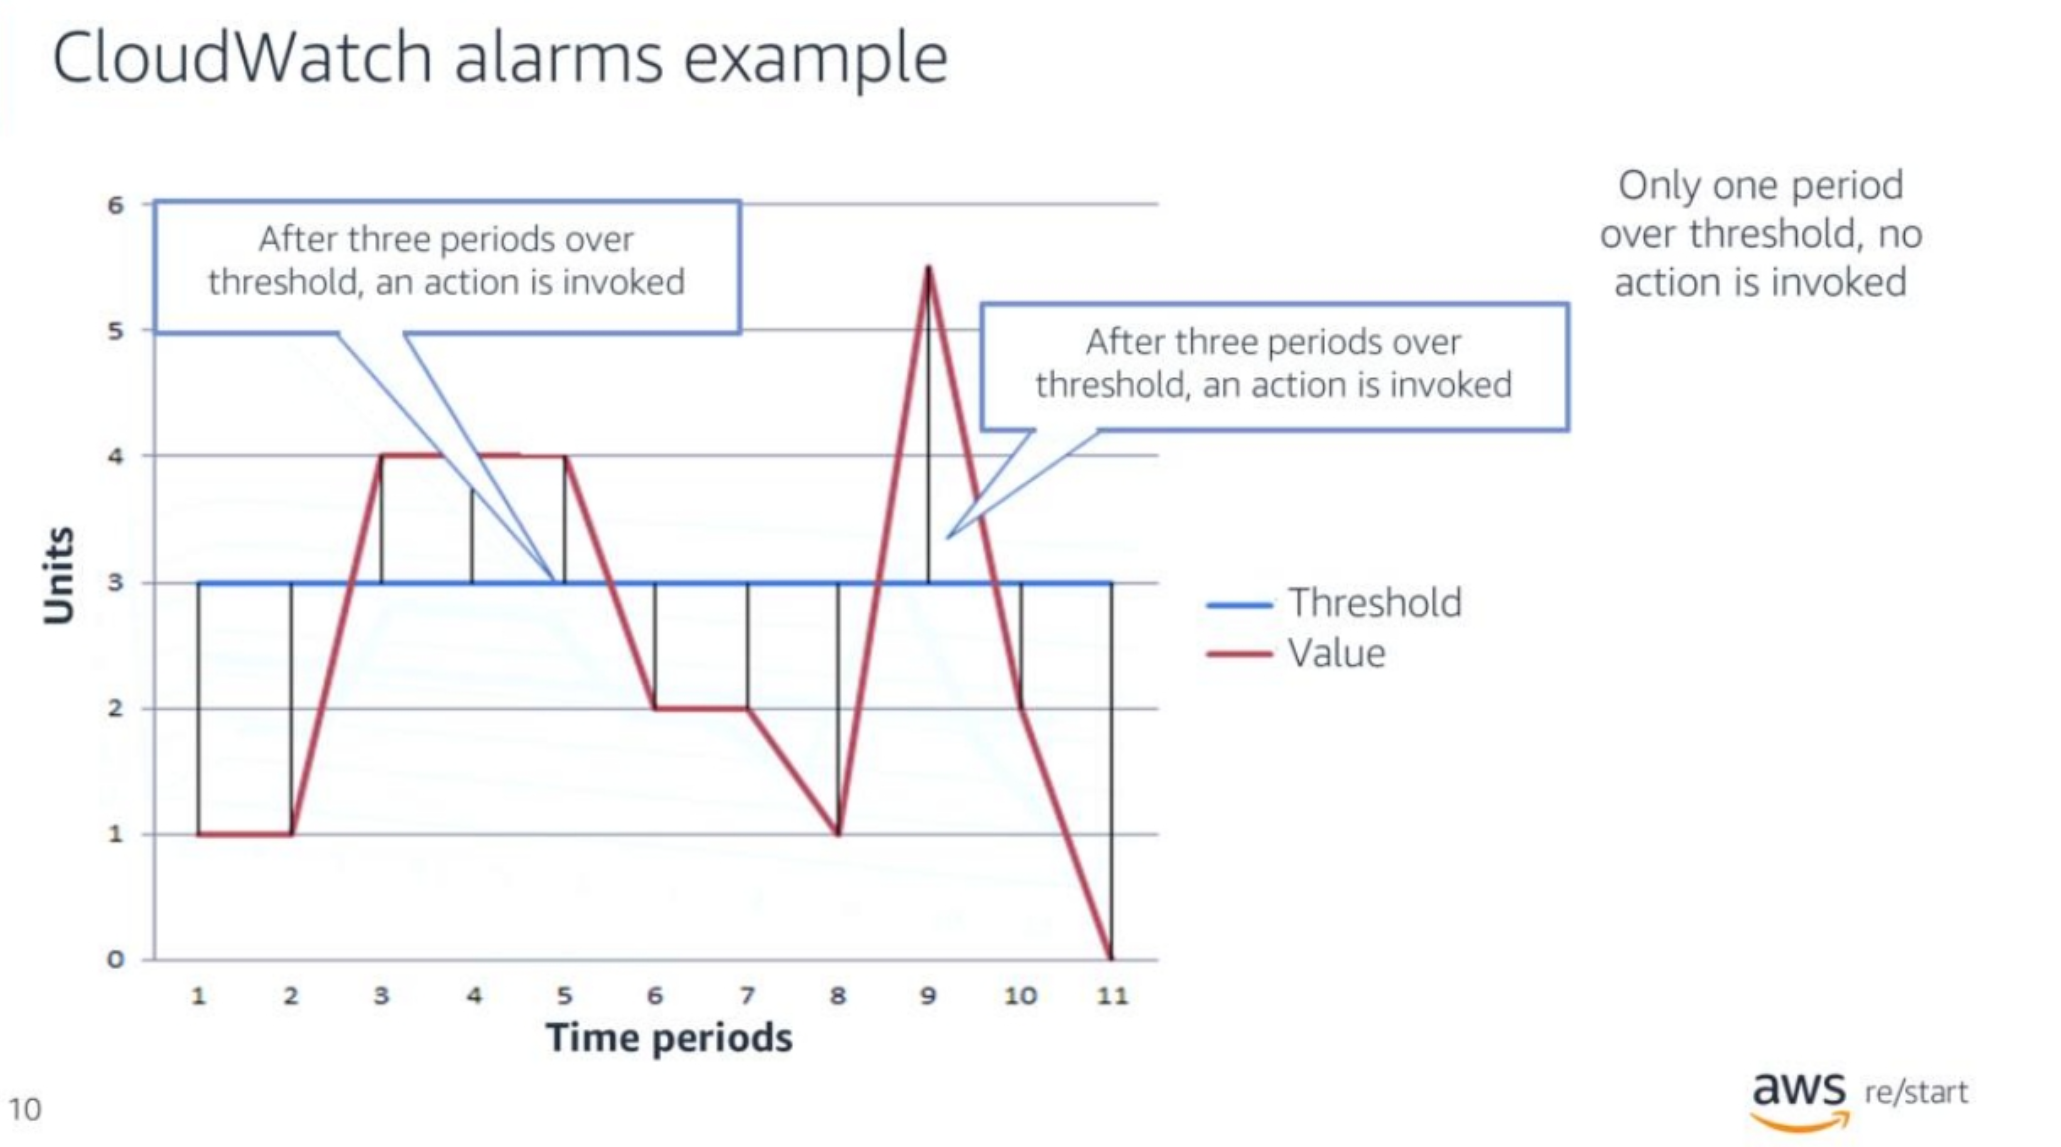 CloudWatch alarms example
Only one period
over threshold, no
action is invoked
After three periods over
threshold, an action is invoked
After three periods over
threshold, an action is invoked
6
5
4
3
2
1
0
Units
Threshold
Value
1 2 3 4 5 6 7 8 9 10 11
Time periods
10
aws re/start